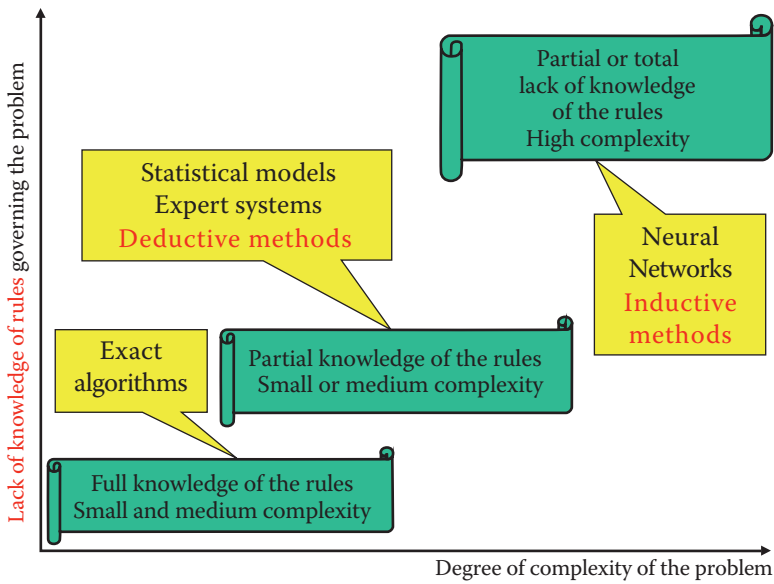 Lack of knowledge of rules governing the problem
Partial or total
lack of knowledge
of the rules
High complexity
Statistical models
Expert systems
Deductive methods
Neural
Networks
Inductive
methods
Exact
algorithms
Partial knowledge of the rules
Small or medium complexity
Full knowledge of the rules
Small and medium complexity
Degree of complexity of the problem